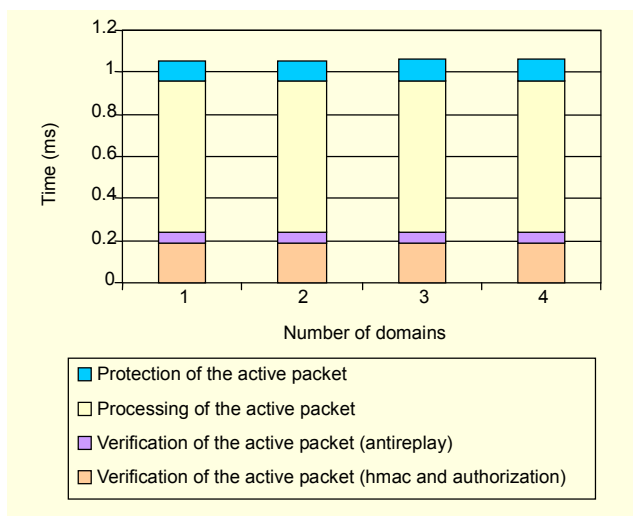 1.2
1
0.8
0.6
0.4
0.2
0
Time (ms)
1 2 3 4
Number of domains
Protection of the active packet
Processing of the active packet
Verification of the active packet (antireplay)
Verification of the active packet (hmac and authorization)